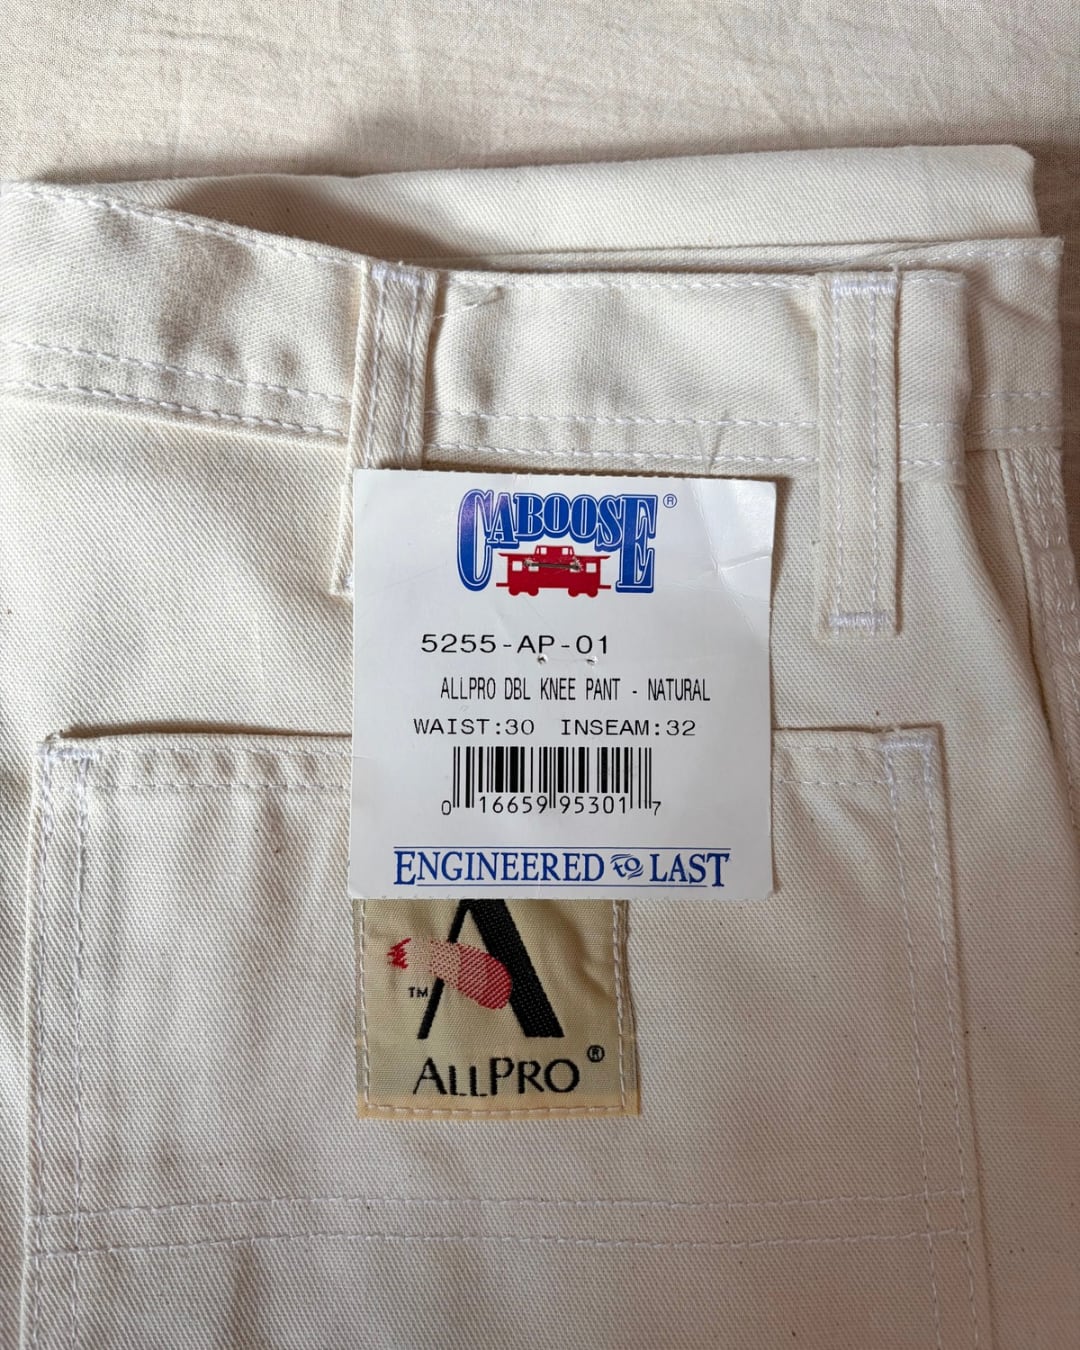 CABOOSE®
5255-AP-01
ALLPRO DBL KNEE PANT - NATURAL
WAIST:30 INSEAM:32
0 16659 95301 7
ENGINEERED TO LAST
A
TM
ALLPRO®